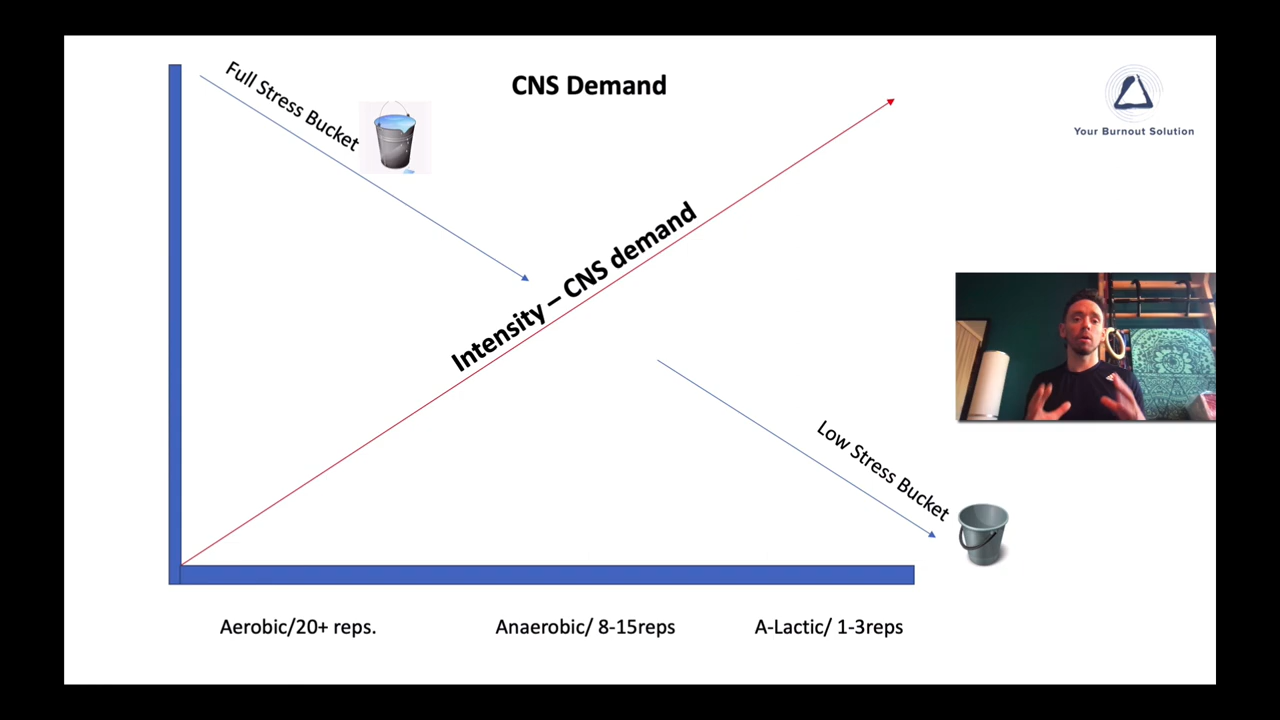 CNS Demand
Full Stress Bucket
Your Burnout Solution
Intensity – CNS demand
Low Stress Bucket
Aerobic/20+ reps.
Anaerobic/ 8-15reps
A-Lactic/ 1-3reps